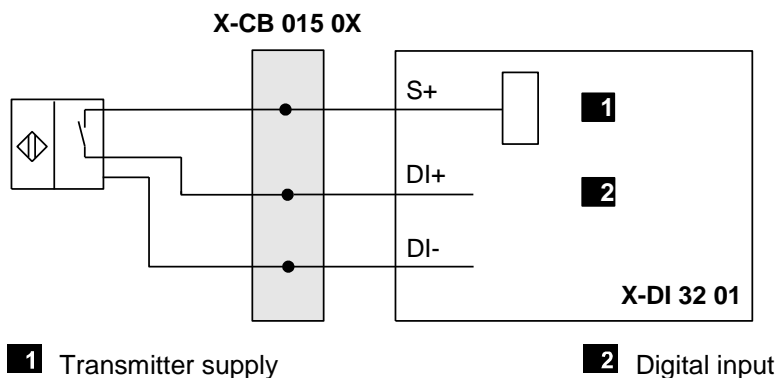 X-CB 015 0X
S+
1
DI+
2
DI-
X-DI 32 01
1 Transmitter supply
2 Digital input